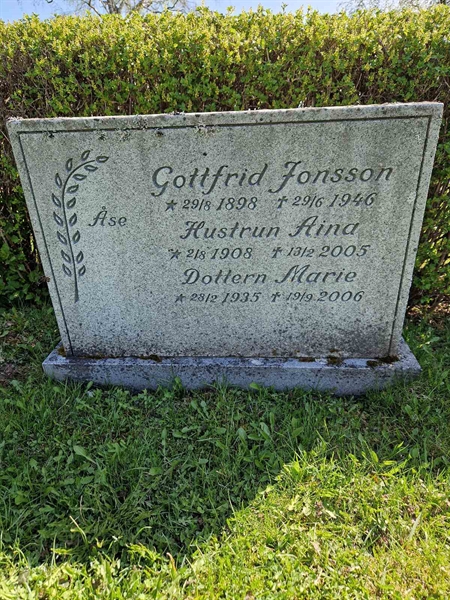 Gottfrid Jonsson
* 29/8 1898 † 29/6 1946
Åse
Hustrun Aina
* 2/8 1908 † 13/2 2005
Dottern Marie
* 28/2 1935 † 19/9 2006